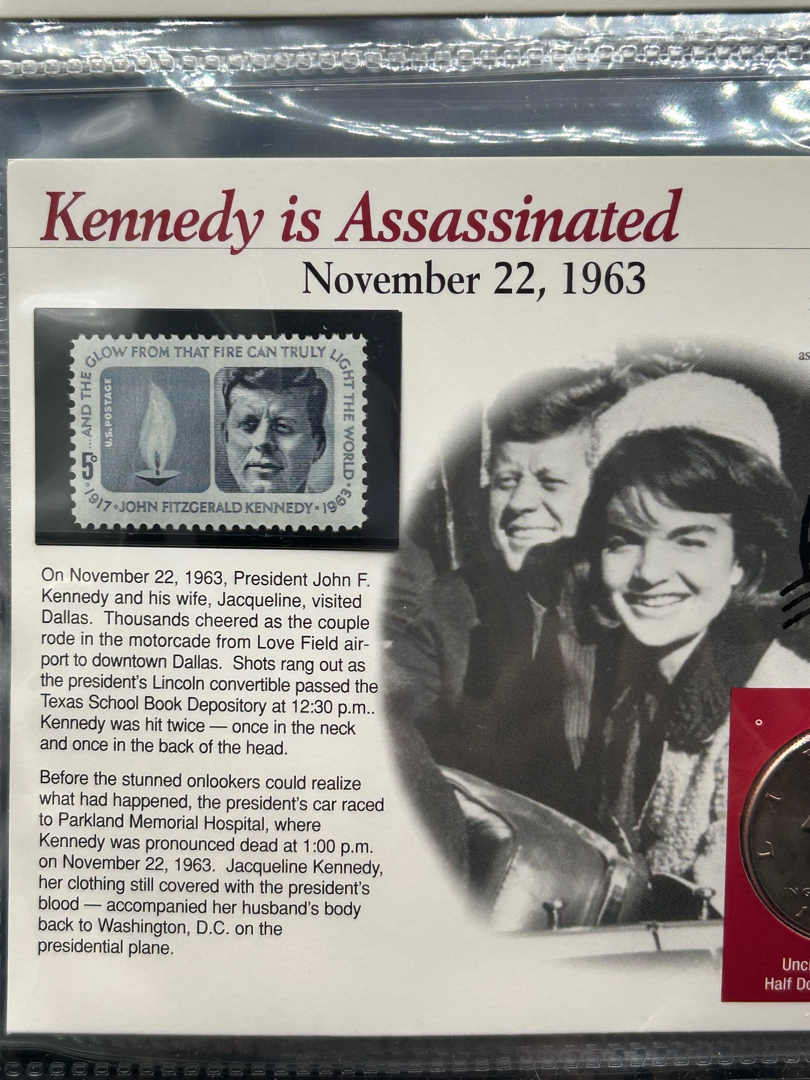 Kennedy is Assassinated
November 22, 1963
...AND THE GLOW FROM THAT FIRE CAN TRULY LIGHT THE WORLD
U.S. POSTAGE
5c
1917 • JOHN FITZGERALD KENNEDY • 1963
as
On November 22, 1963, President John F.
Kennedy and his wife, Jacqueline, visited
Dallas. Thousands cheered as the couple
rode in the motorcade from Love Field air-
port to downtown Dallas. Shots rang out as
the president's Lincoln convertible passed the
Texas School Book Depository at 12:30 p.m..
Kennedy was hit twice — once in the neck
and once in the back of the head.
Before the stunned onlookers could realize
what had happened, the president's car raced
to Parkland Memorial Hospital, where
Kennedy was pronounced dead at 1:00 p.m.
on November 22, 1963. Jacqueline Kennedy,
her clothing still covered with the president's
blood — accompanied her husband's body
back to Washington, D.C. on the
presidential plane.
L
IN G
Unci
Half Do